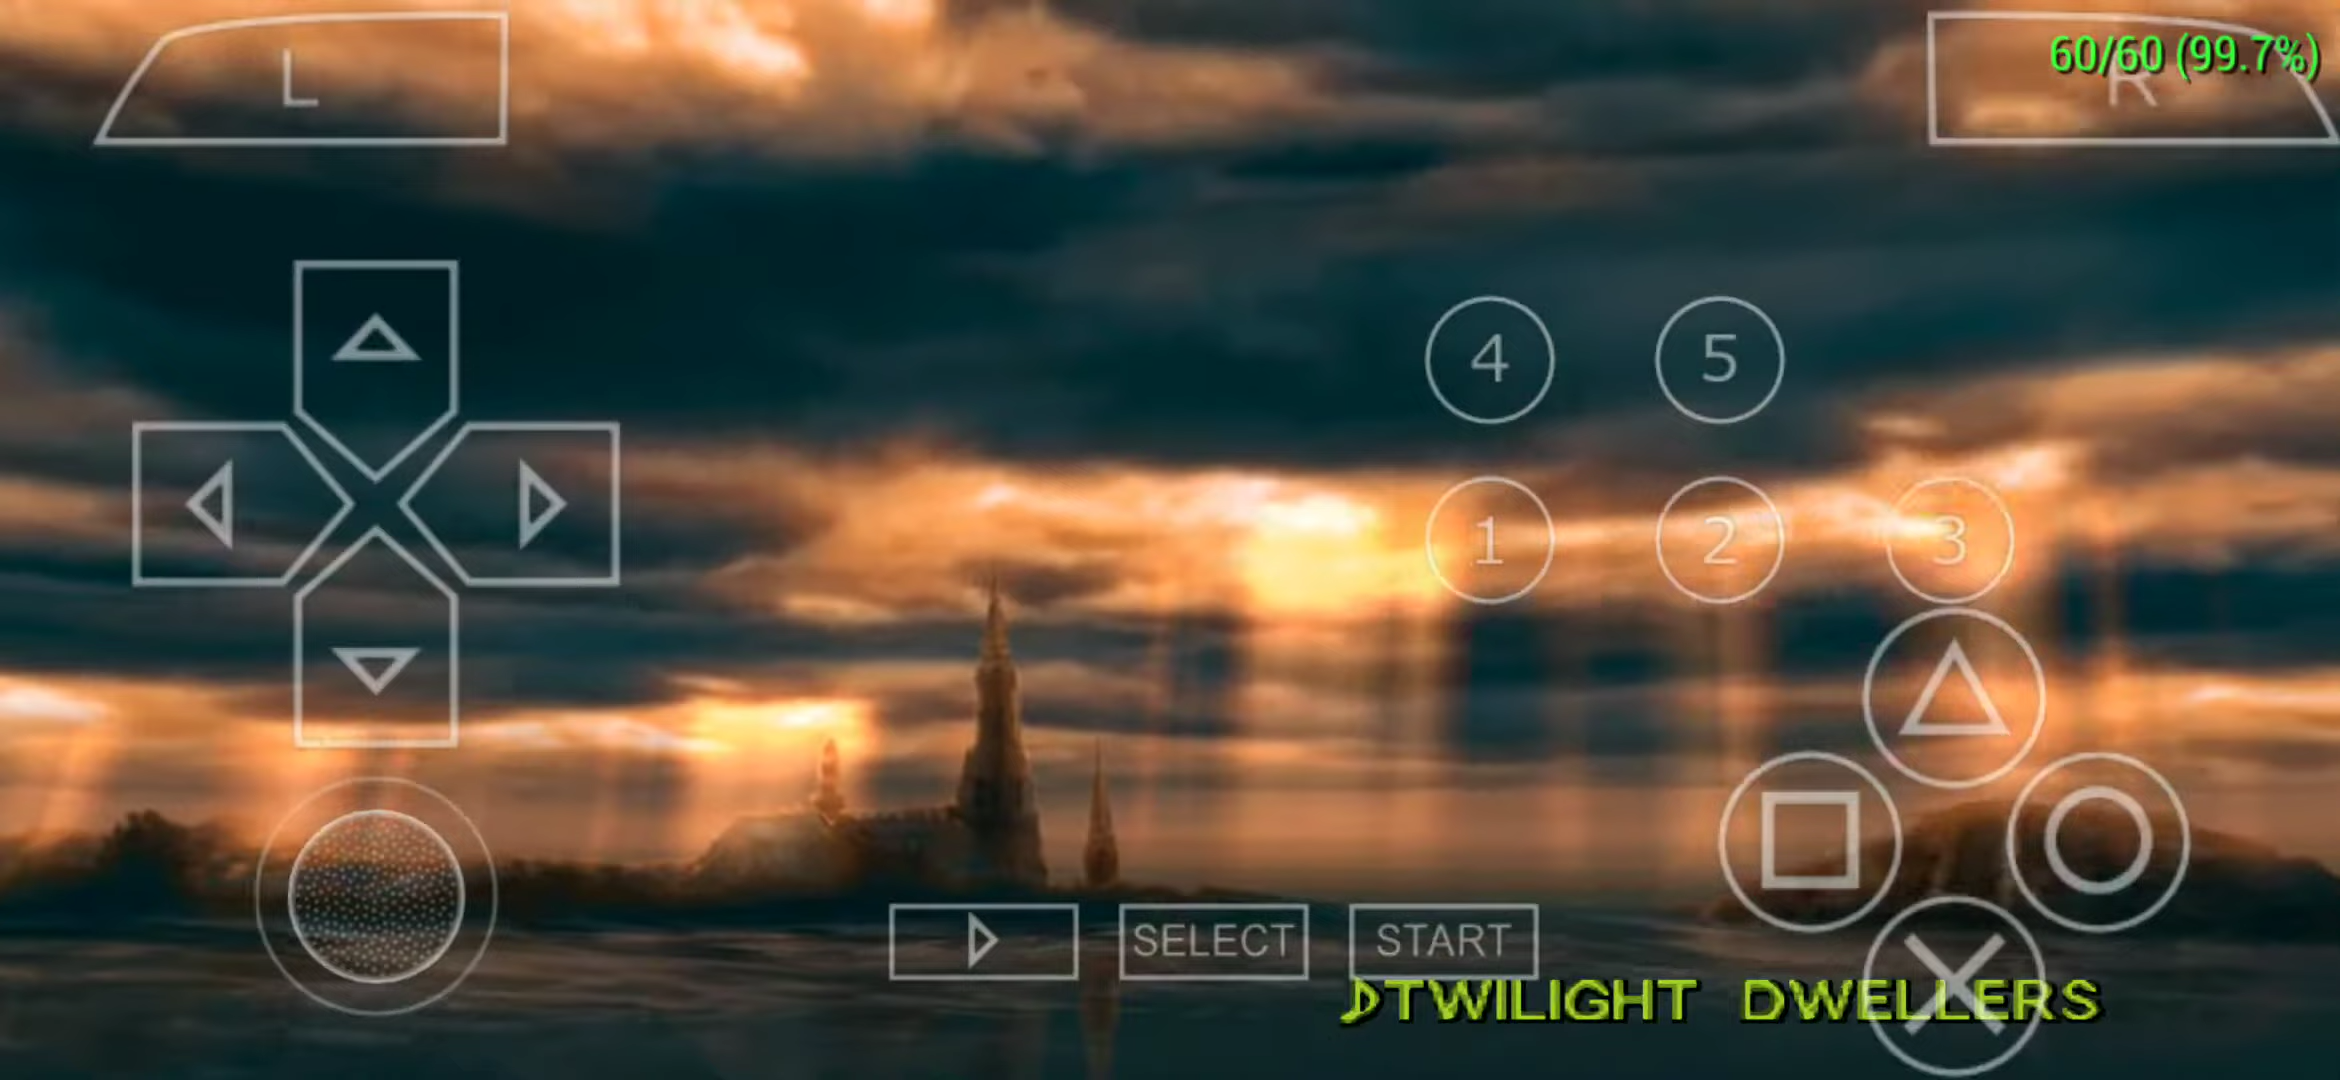 L
60/60 (99.7%)
R
4 5
1 2 3
SELECT START
TWILIGHT DWELLERS